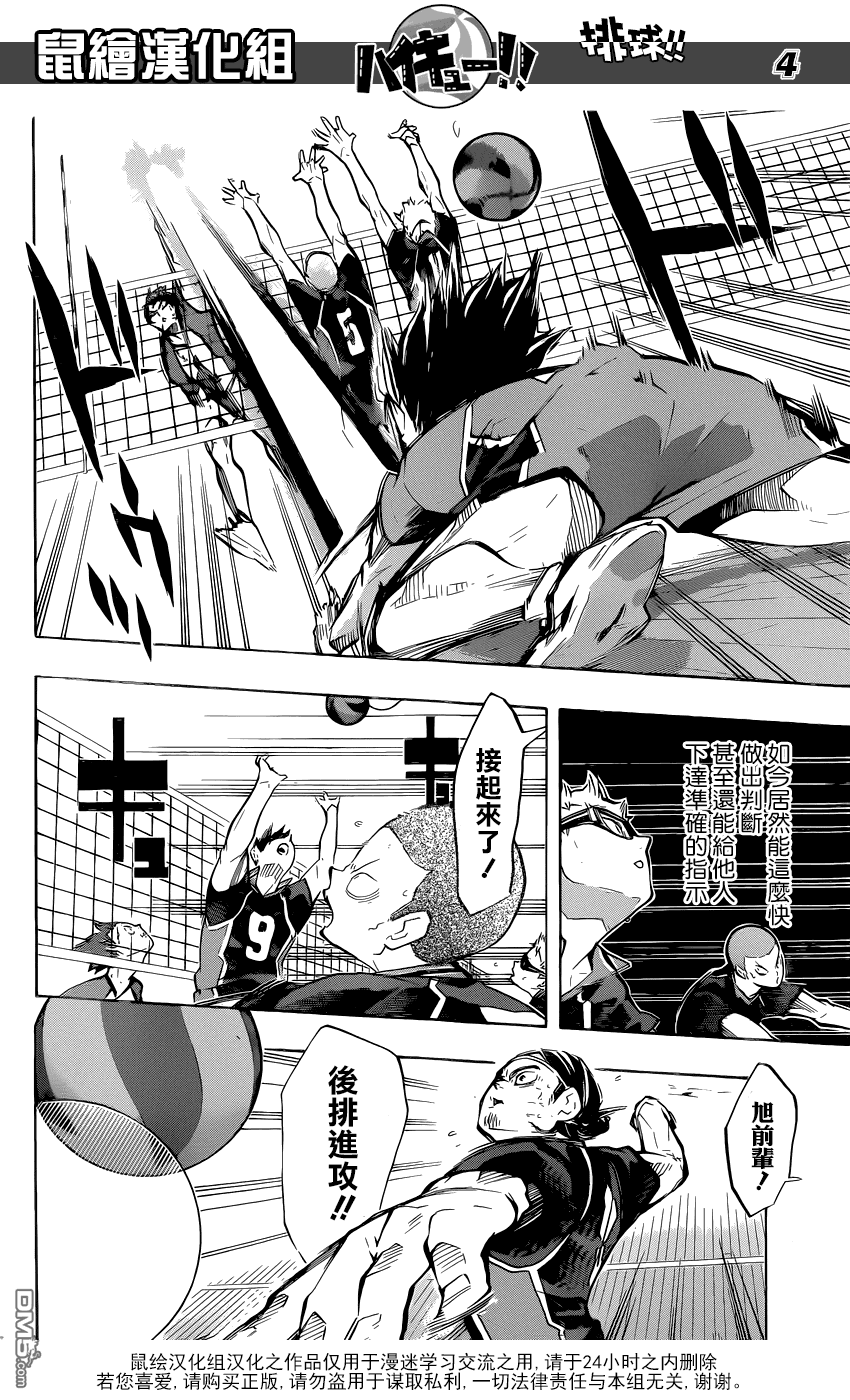 鼠繪漢化組
ハイキュー!!
排球!!
4
ドドッ
5
如今居然能這麼快
做出判斷
甚至還能給他人
下達準確的指示
1
接起來了！
キキュ
9
旭前輩！
後排進攻!!
DM5
.com
鼠绘汉化组汉化之作品仅用于漫迷学习交流之用, 请于24小时之内删除
若您喜爱, 请购买正版, 请勿盗用于谋取私利, 一切法律责任与本组无关, 谢谢。